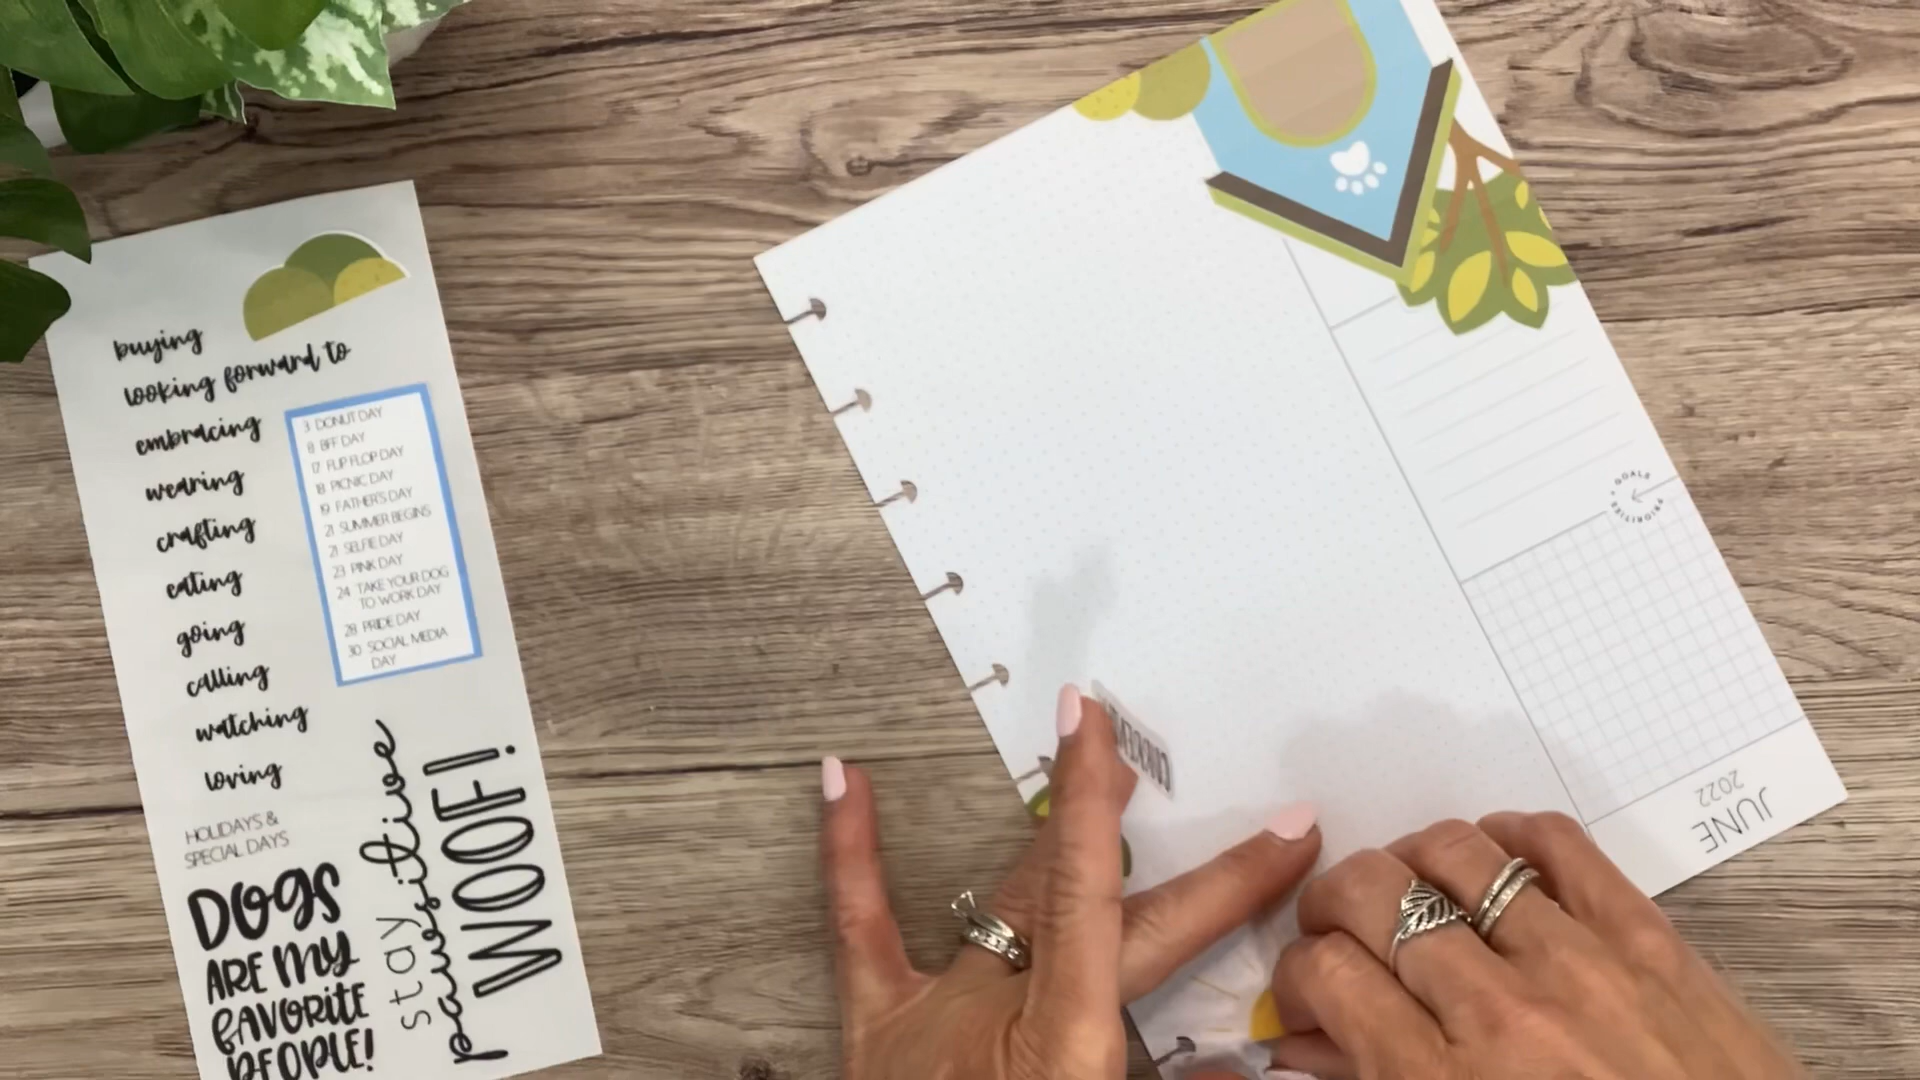 buying
looking forward to
embracing
wearing
crafting
eating
going
calling
watching
loving
HOLIDAYS &
SPECIAL DAYS
DOGS
ARE MY
FAVORITE
PEOPLE!
3 DONUT DAY
8 BFF DAY
17 FLIP FLOP DAY
18 PICNIC DAY
19 FATHER'S DAY
21 SUMMER BEGINS
21 SELFIE DAY
23 PINK DAY
24 TAKE YOUR DOG
TO WORK DAY
28 PRIDE DAY
30 SOCIAL MEDIA
DAY
stay
pawsitive
WOOF!
GOALS
PRIORITIES
JUNE
2022